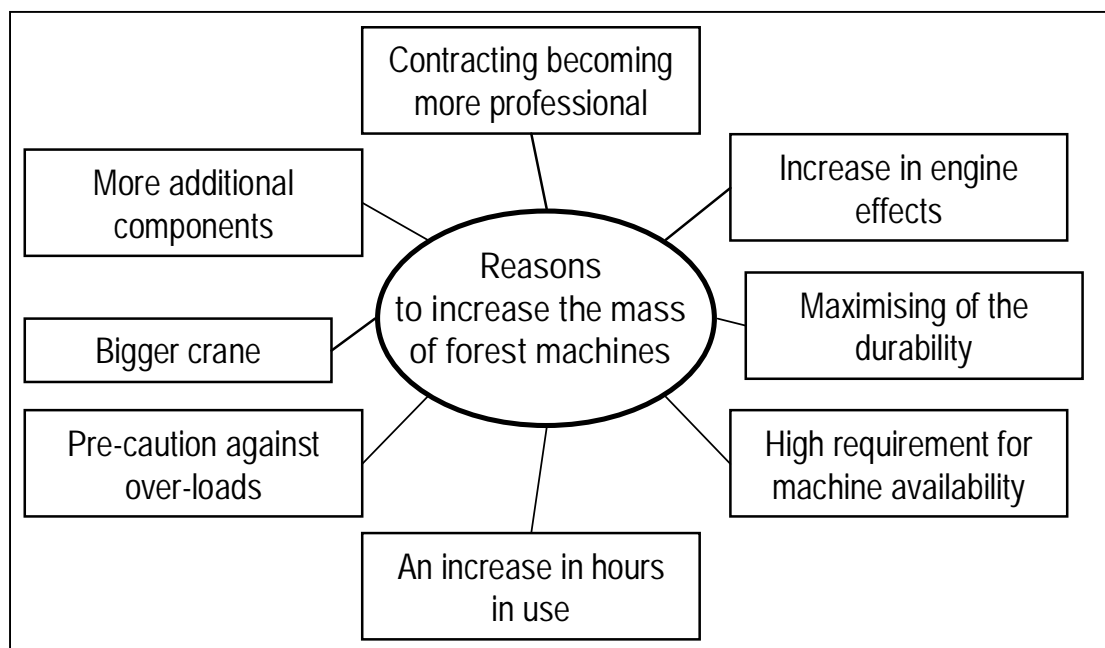 Contracting becoming
more professional
More additional
components
Increase in engine
effects
Reasons
to increase the mass
of forest machines
Bigger crane
Maximising of the
durability
Pre-caution against
over-loads
High requirement for
machine availability
An increase in hours
in use